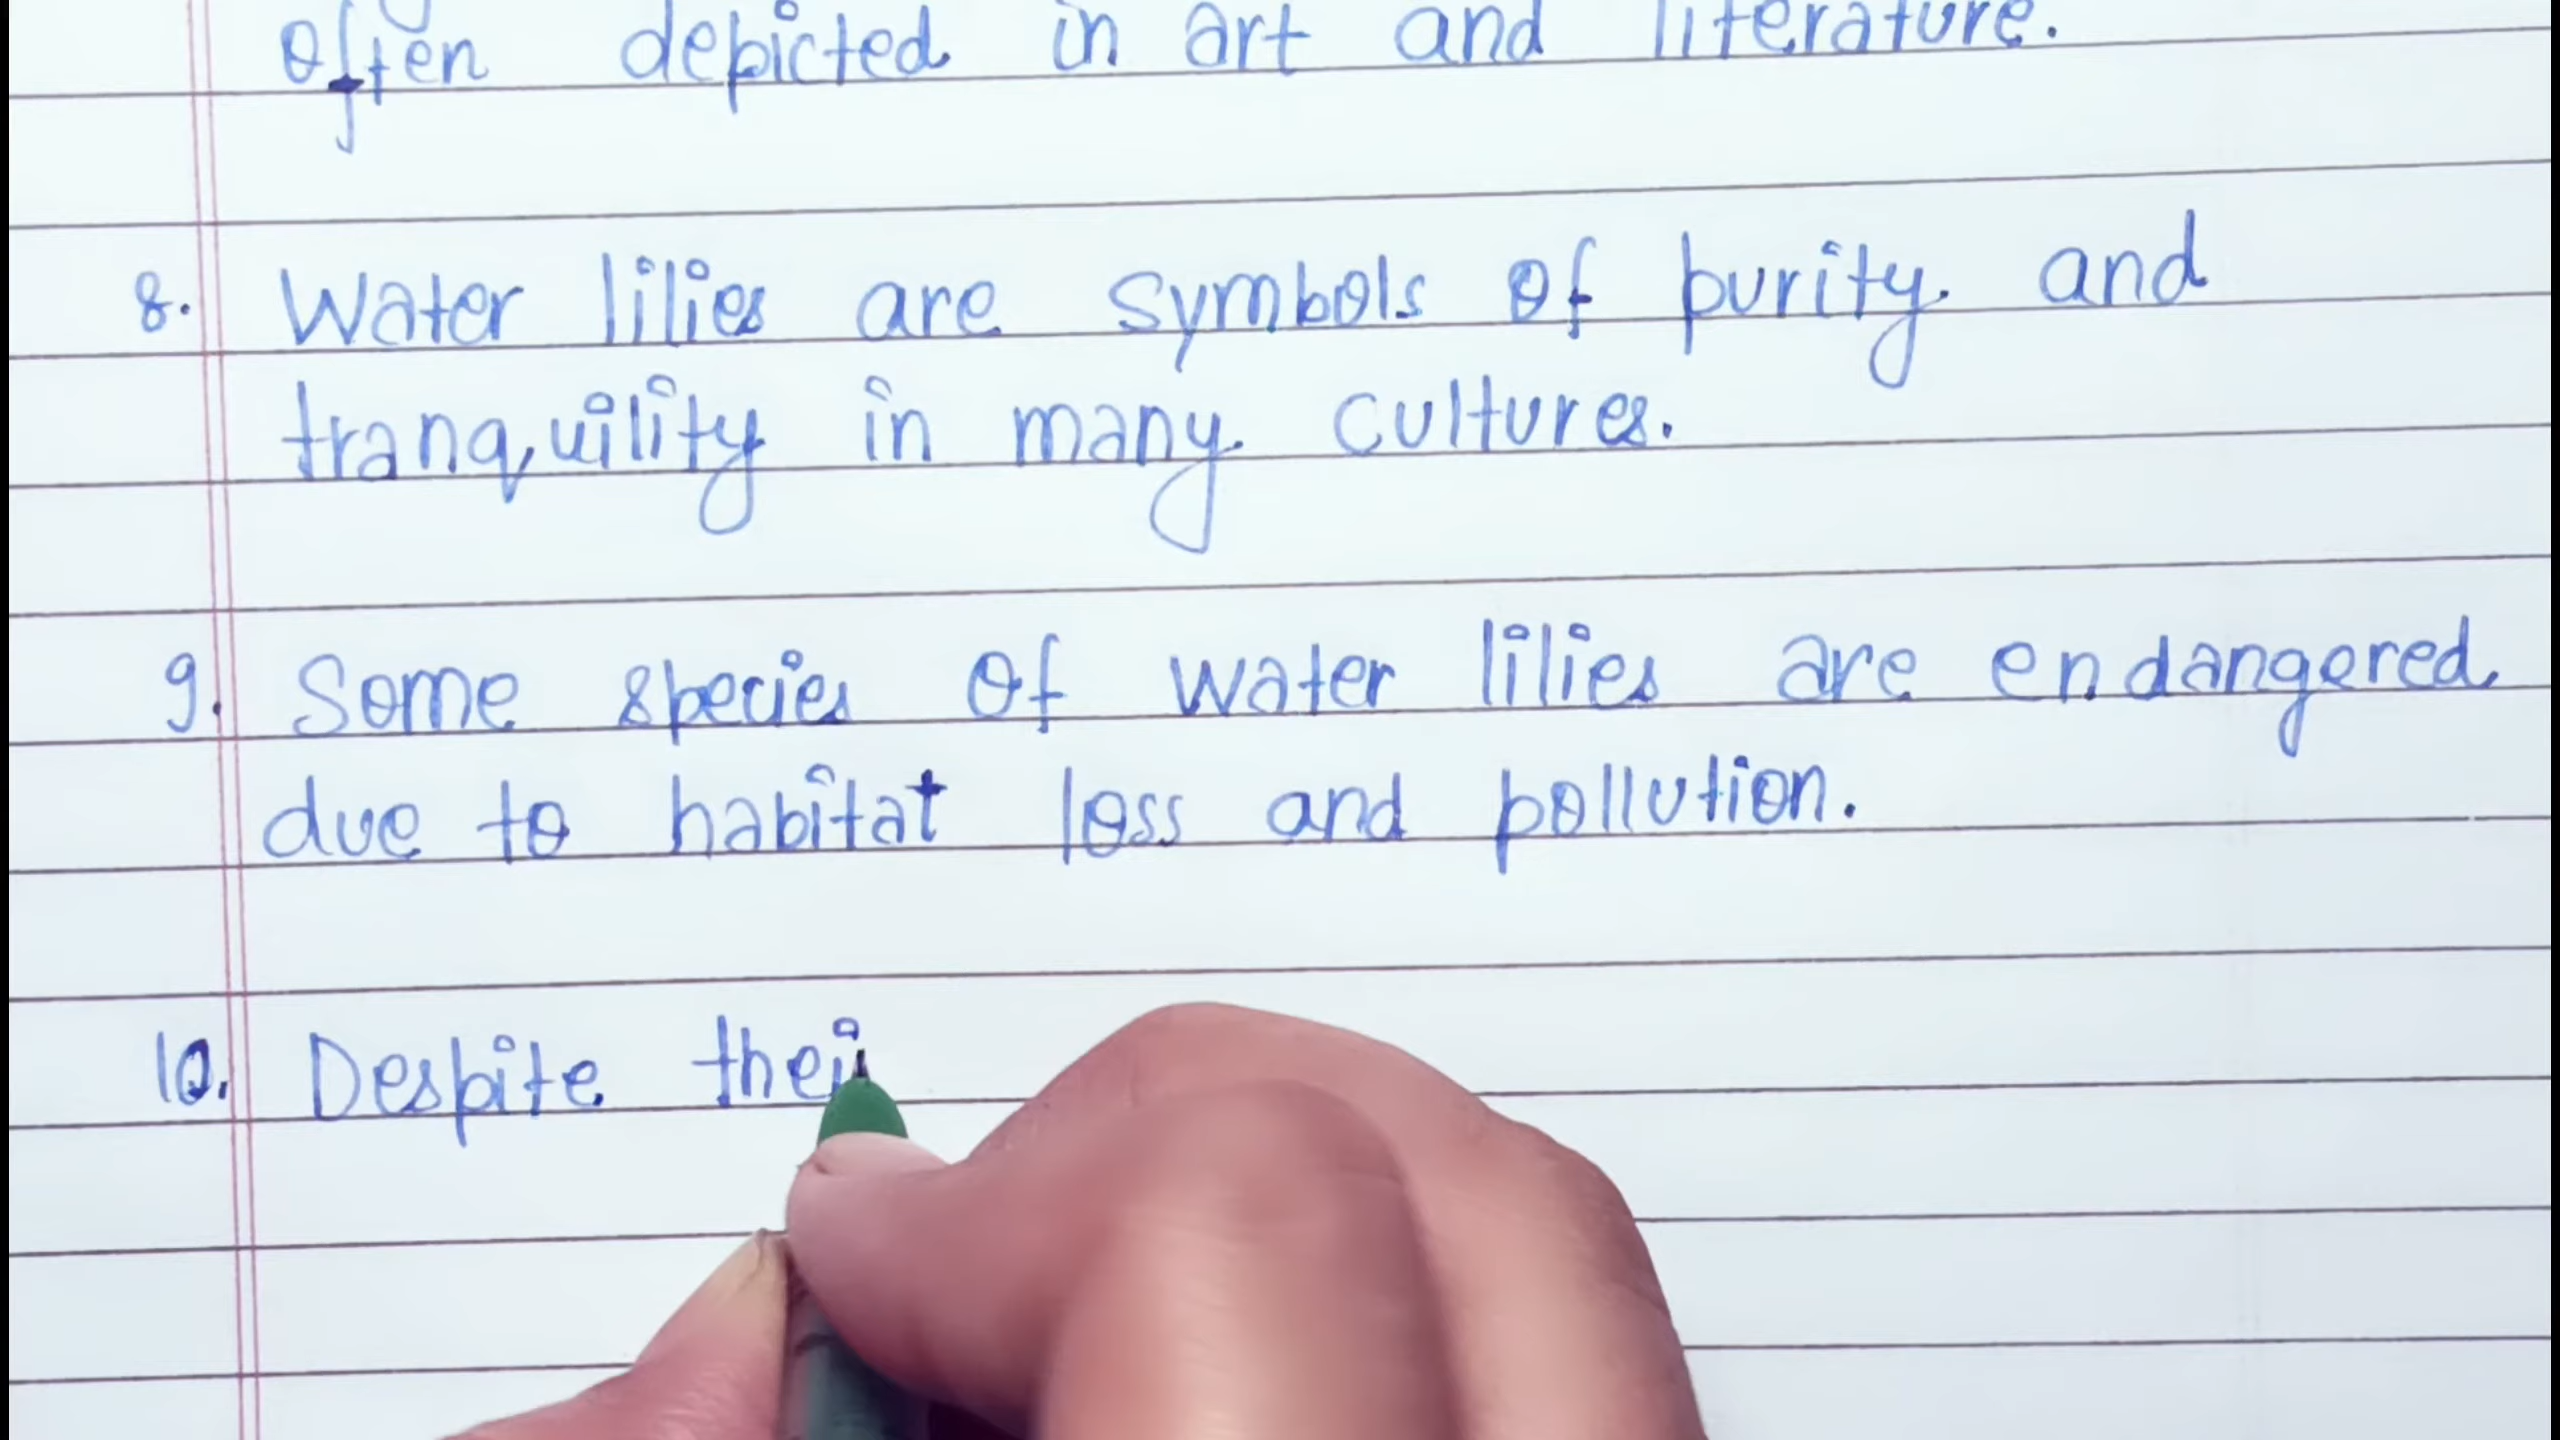 often depicted in art and literature.
8. Water lilies are symbols of purity and
tranquility in many cultures.
9. Some species of water lilies are endangered
due to habitat loss and pollution.
10. Despite thei